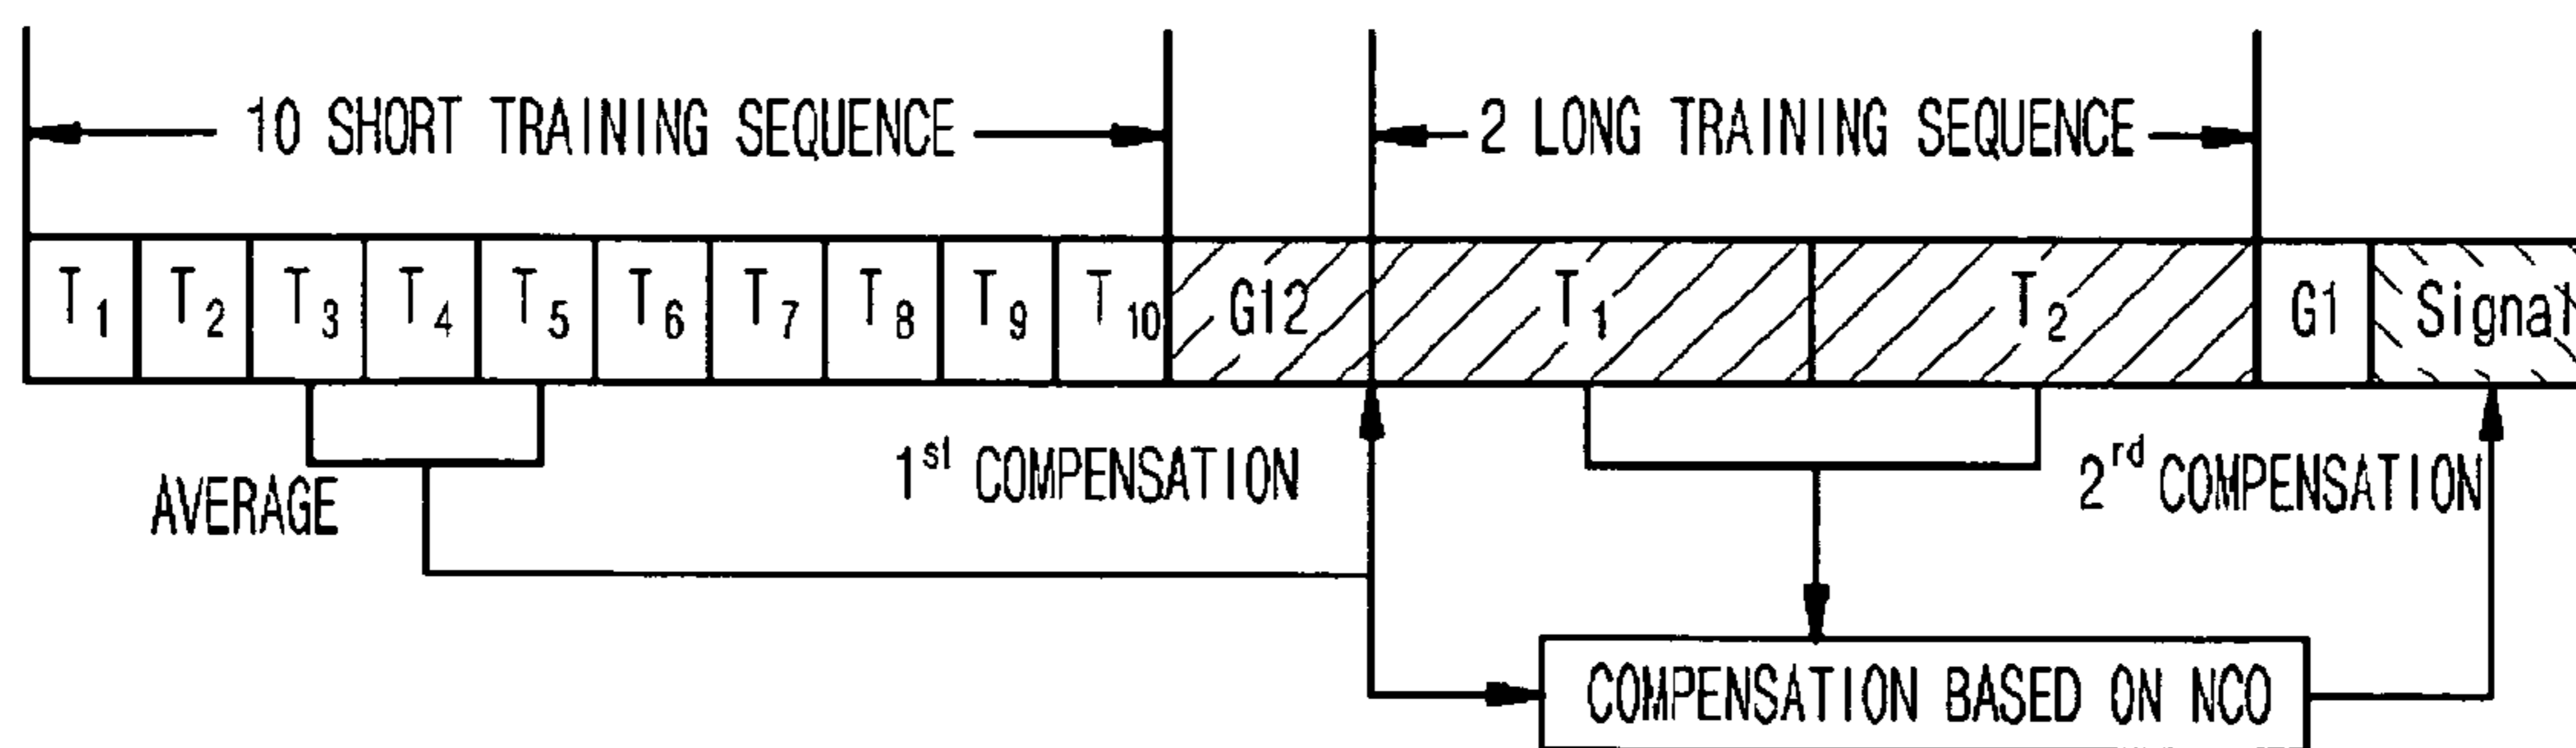 10 SHORT TRAINING SEQUENCE
2 LONG TRAINING SEQUENCE
T1 T2 T3 T4 T5 T6 T7 T8 T9 T10 G12 T1 T2 G1 Signal
AVERAGE
1st COMPENSATION
2rd COMPENSATION
COMPENSATION BASED ON NCO